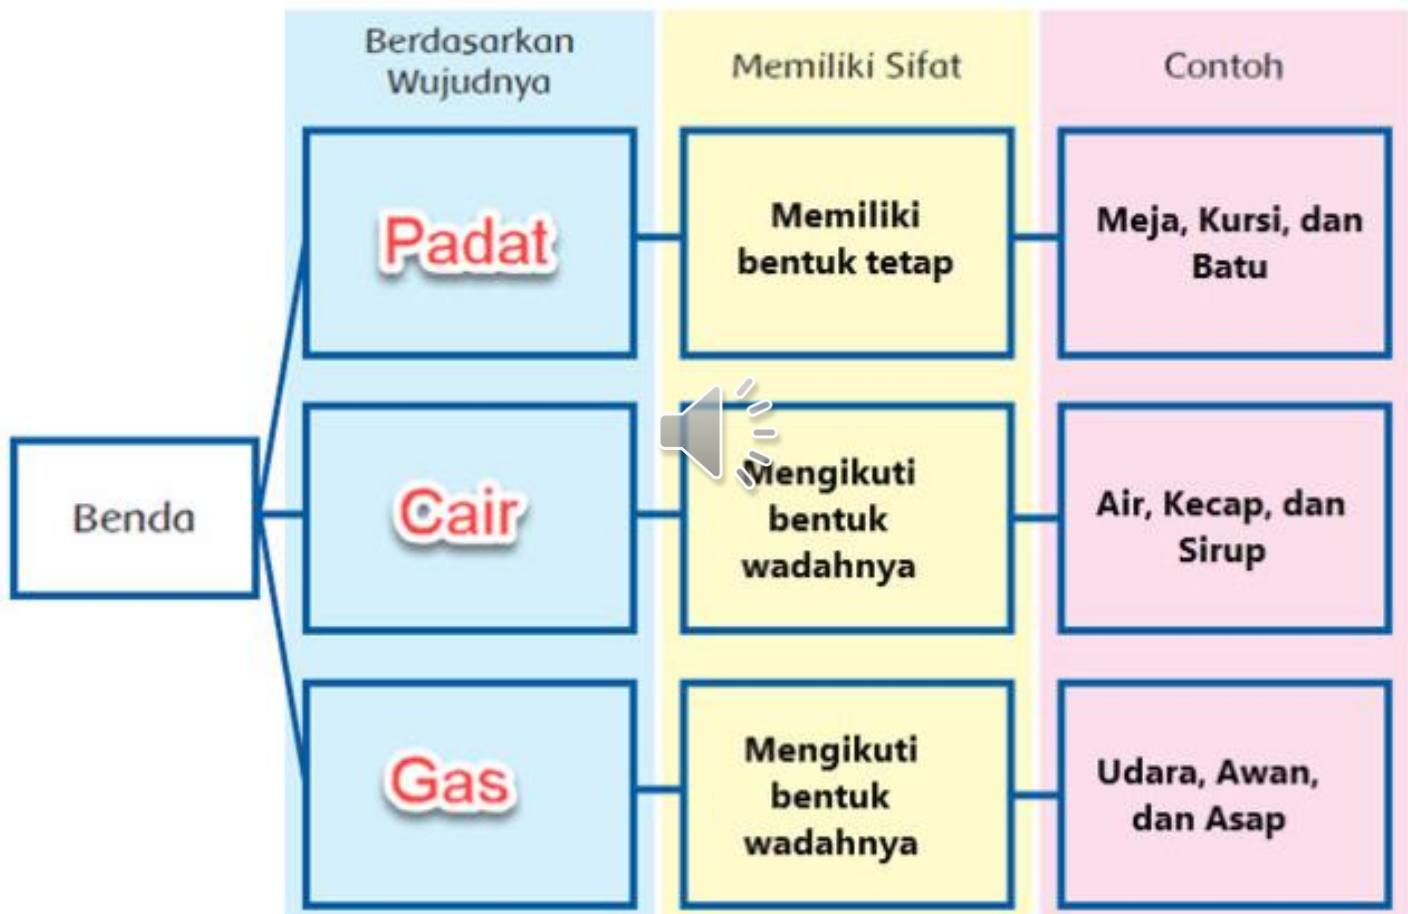 Berdasarkan
Wujudnya
Memiliki Sifat
Contoh
Padat
Memiliki
bentuk tetap
Meja, Kursi, dan
Batu
Benda
Cair
Mengikuti
bentuk
wadahnya
Air, Kecap, dan
Sirup
Gas
Mengikuti
bentuk
wadahnya
Udara, Awan,
dan Asap